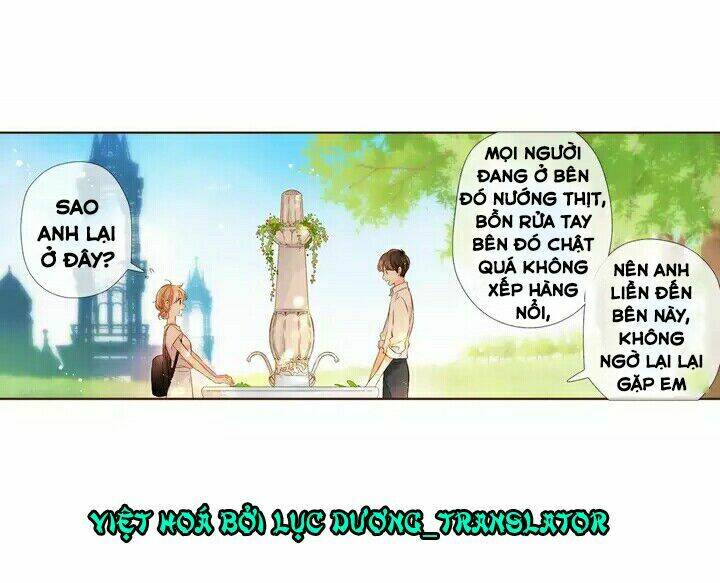 SAO
ANH LẠI
Ở ĐÂY?
MỌI NGƯỜI
ĐANG Ở BÊN
ĐÓ NƯỚNG THỊT,
BỒN RỬA TAY
BÊN ĐÓ CHẬT
QUÁ KHÔNG
XẾP HÀNG
NỔI,
NÊN ANH
LIỀN ĐẾN
BÊN NÀY,
KHÔNG
NGỜ LẠI LẠI
GẶP EM
VIỆT HOÁ BỞI LỤC DƯƠNG_TRANSLATOR